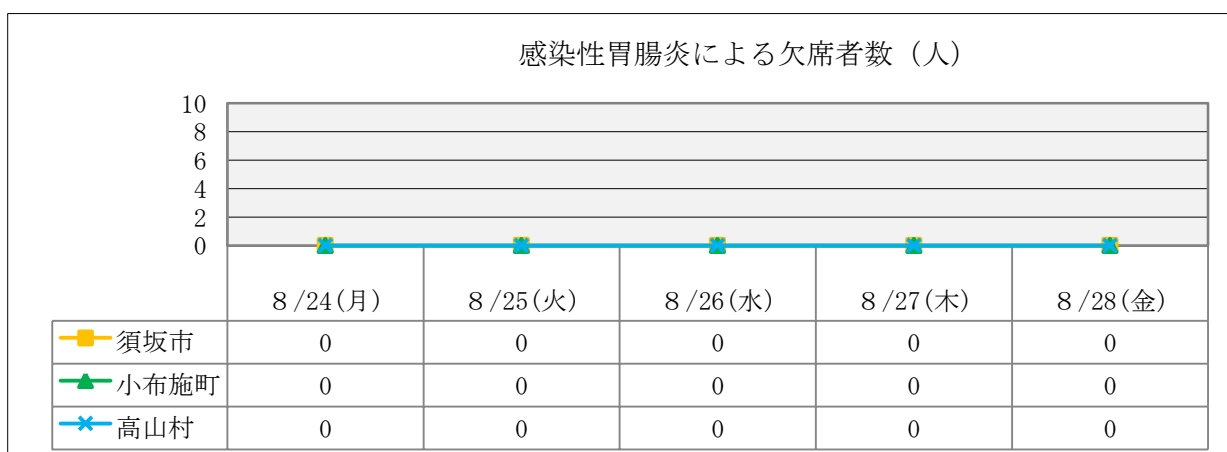 感染性胃腸炎による欠席者数（人）
10
8
6
4
2
0
８/24(月) ８/25(火) ８/26(水) ８/27(木) ８/28(金)
須坂市 0 0 0 0 0
小布施町 0 0 0 0 0
高山村 0 0 0 0 0